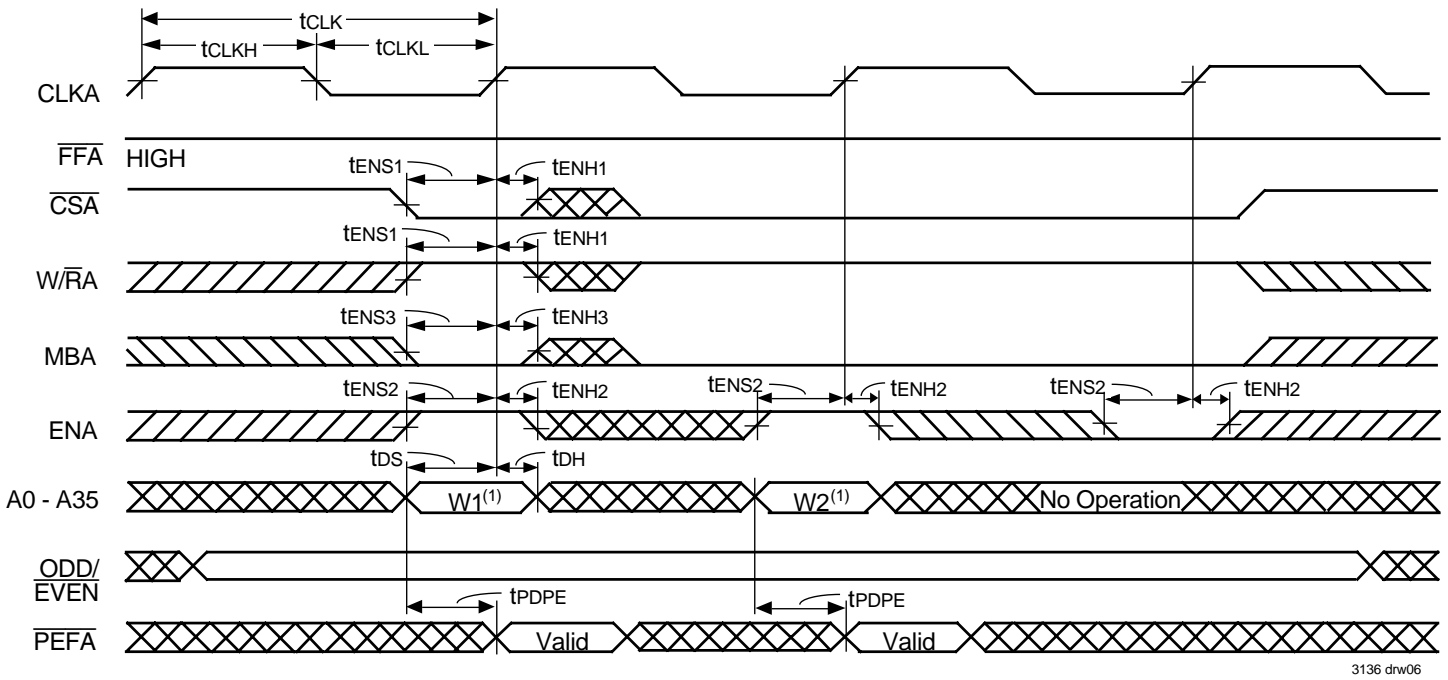 tCLK
tCLKH
tCLKL
CLKA
FFA
HIGH
tENS1
tENH1
CSA
tENS1
tENH1
W/RA
tENS3
tENH3
MBA
tENS2
tENH2
tENS2
tENH2
tENS2
tENH2
ENA
tDS
tDH
A0 - A35
W1(1)
W2(1)
No Operation
ODD/
EVEN
tPDPE
tPDPE
PEFA
Valid
Valid
3136 drw06